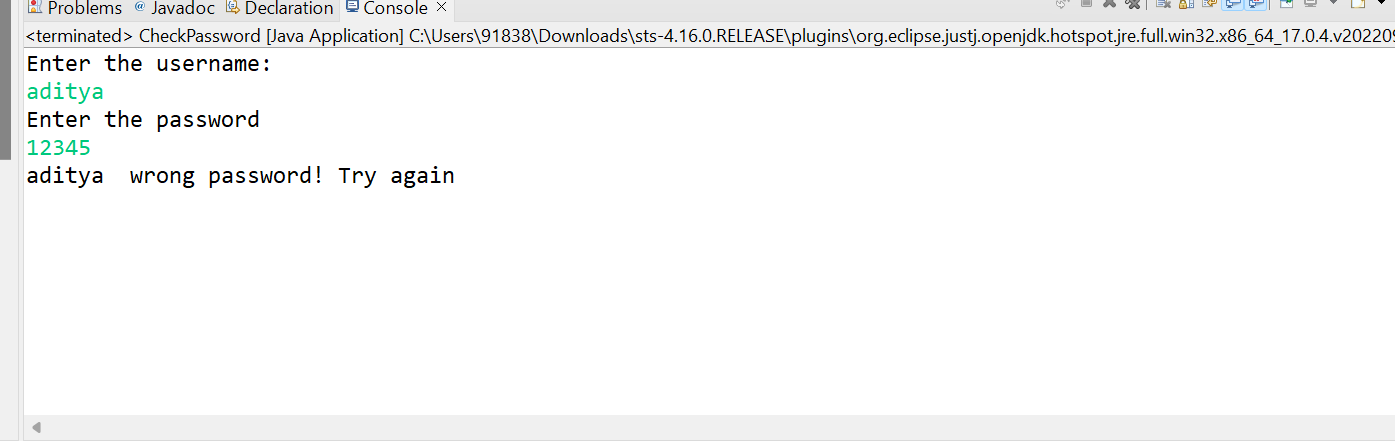 Problems @ Javadoc Declaration Console ×
<terminated> CheckPassword [Java Application] C:\Users\91838\Downloads\sts-4.16.0.RELEASE\plugins\org.eclipse.justj.openjdk.hotspot.jre.full.win32.x86_64_17.0.4.v202209
Enter the username:
aditya
Enter the password
12345
aditya  wrong password! Try again